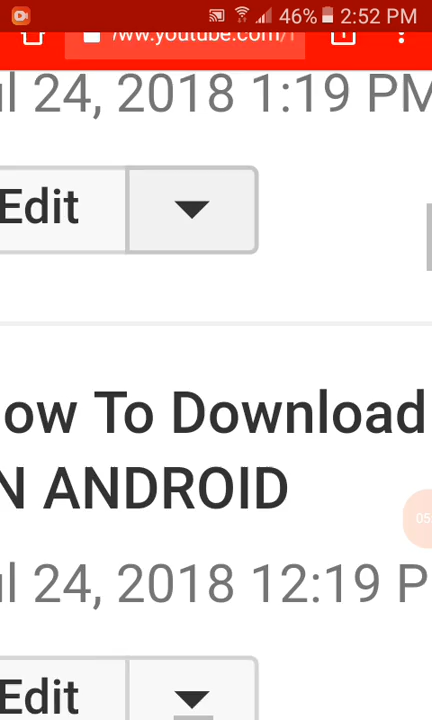 46% 2:52 PM
/ww.youtube.com/
ul 24, 2018 1:19 PM
Edit
ow To Download
N ANDROID
05
ul 24, 2018 12:19 P
Edit